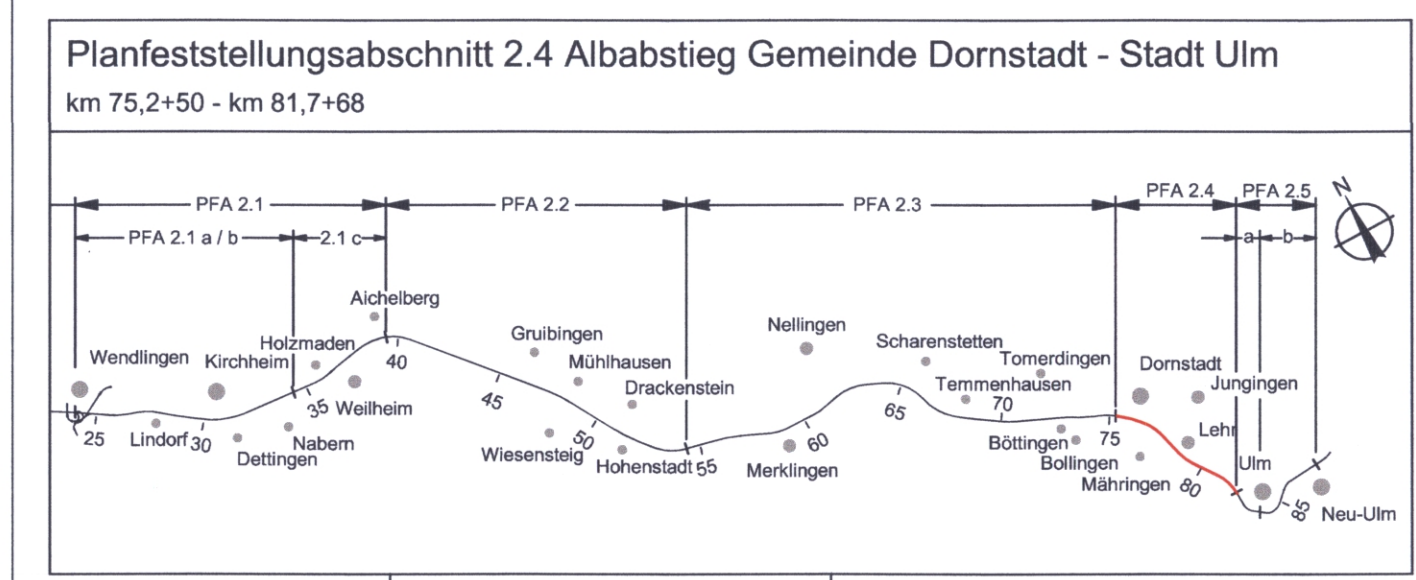 Planfeststellungsabschnitt 2.4 Albabstieg Gemeinde Dornstadt - Stadt Ulm
km 75,2+50 - km 81,7+68
PFA 2.1
PFA 2.2
PFA 2.3
PFA 2.4
PFA 2.5
N
PFA 2.1 a / b
2.1 c
a
b
Aichelberg
Wendlingen
Kirchheim
Holzmaden
40
Gruibingen
Mühlhausen
Drackenstein
Nellingen
Scharenstetten
Tomerdingen
Temmenhausen
Dornstadt
Jungingen
25
Lindorf
30
Dettingen
Nabern
35
Weilheim
45
Wiesensteig
50
Hohenstadt
55
Merklingen
60
65
70
Böttingen
Bollingen
Mähringen
75
Lehr
80
Ulm
85
Neu-Ulm